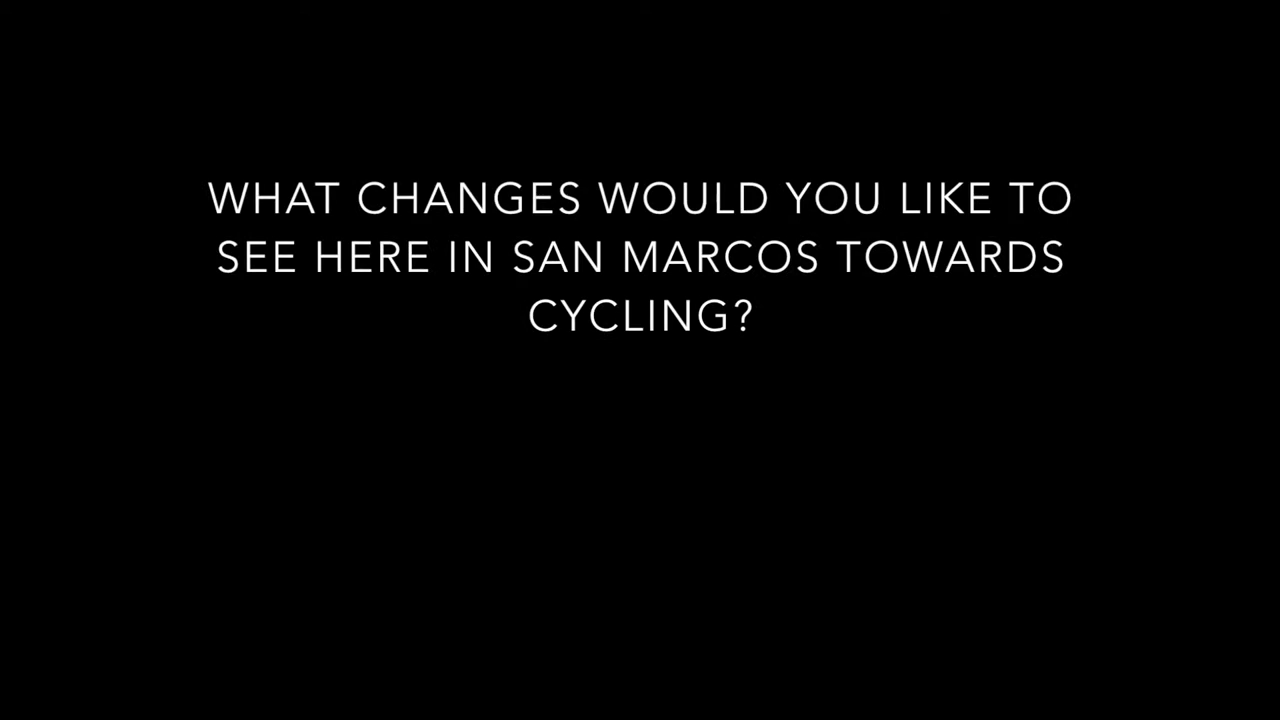 WHAT CHANGES WOULD YOU LIKE TO
SEE HERE IN SAN MARCOS TOWARDS
CYCLING?